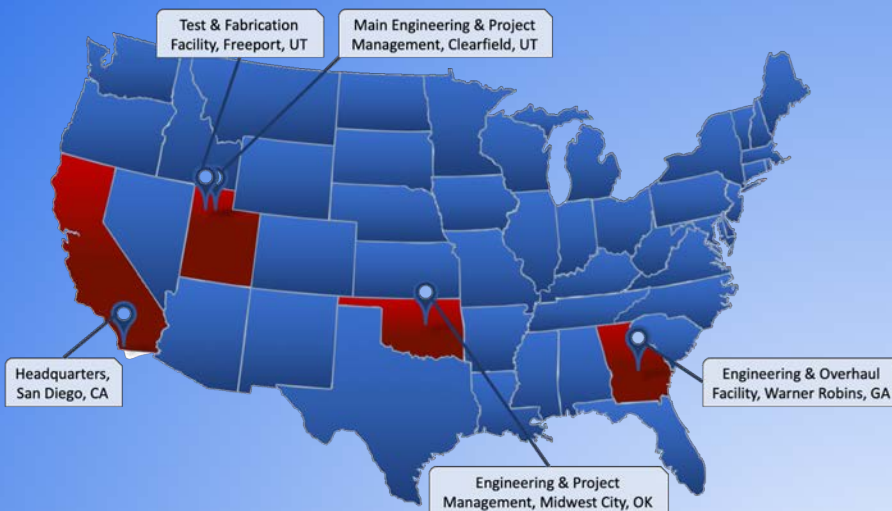 Test & Fabrication
Facility, Freeport, UT
Main Engineering & Project
Management, Clearfield, UT
Headquarters,
San Diego, CA
Engineering & Overhaul
Facility, Warner Robins, GA
Engineering & Project
Management, Midwest City, OK